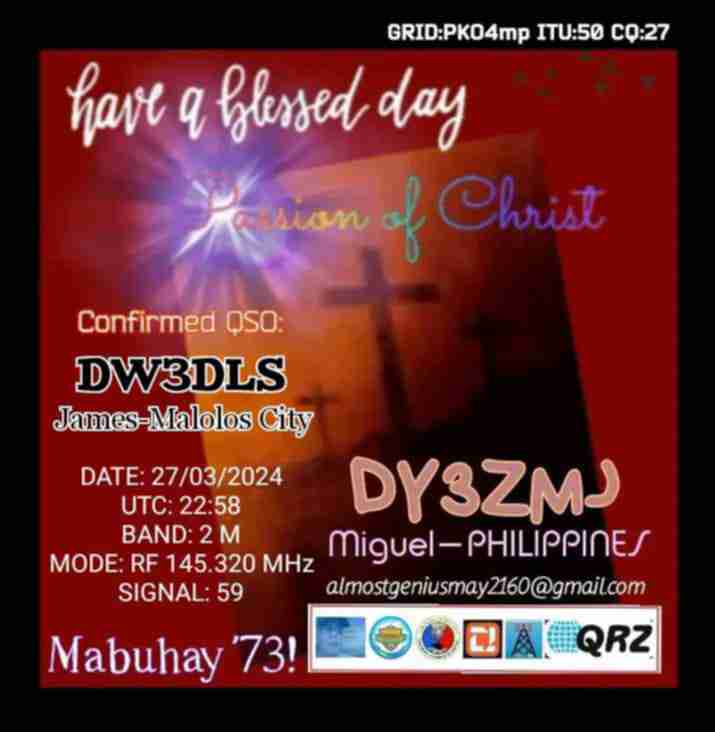 GRID:PK04mp ITU:50 CQ:27
have a blessed day
Passion of Christ
Confirmed QSO:
DW3DLS
James-Malolos City
DATE: 27/03/2024
UTC: 22:58
BAND: 2 M
MODE: RF 145.320 MHz
SIGNAL: 59
DY3ZMJ
Miguel-PHILIPPINES
almostgeniusmay2160@gmail.com
Mabuhay '73!
QRZ